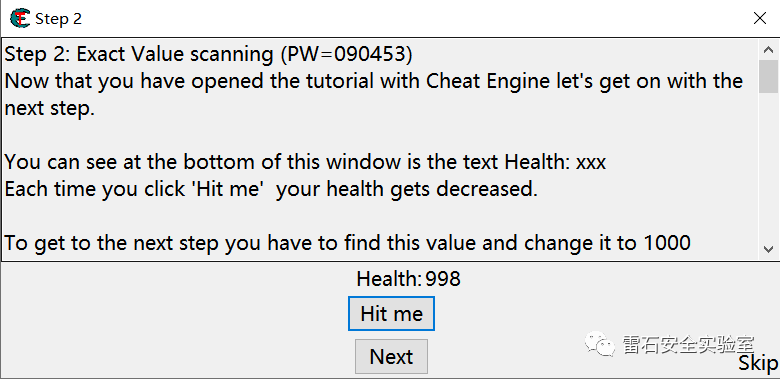 Step 2
Step 2: Exact Value scanning (PW=090453)
Now that you have opened the tutorial with Cheat Engine let's get on with the
next step.
You can see at the bottom of this window is the text Health: xxx
Each time you click 'Hit me'  your health gets decreased.
To get to the next step you have to find this value and change it to 1000
Health: 998
Hit me
雷石安全实验室
Next
Skip